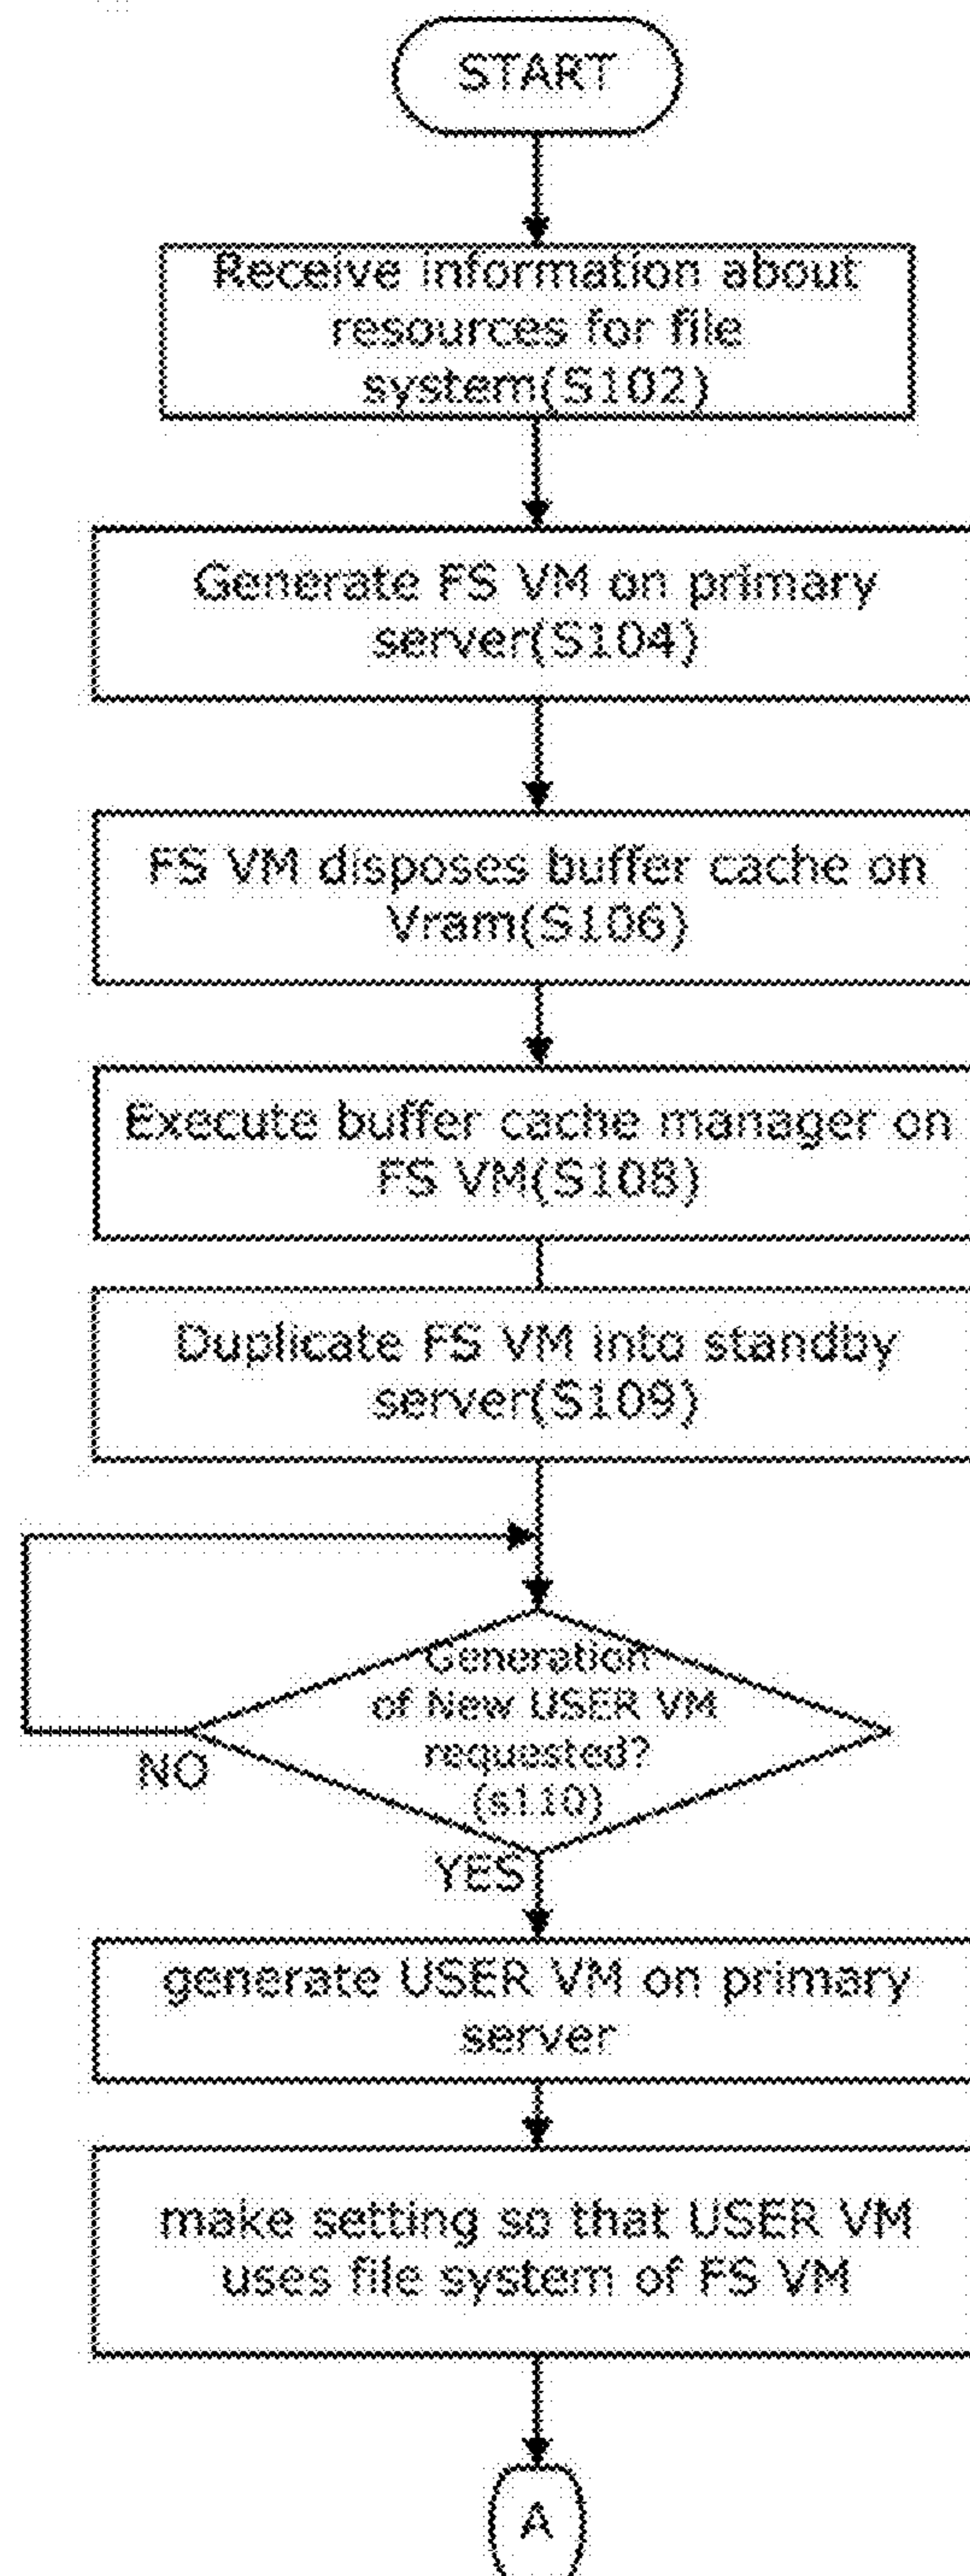 START
Receive information about
resources for file
system(S102)
Generate FS VM on primary
server(S104)
FS VM disposes buffer cache on
Vram(S106)
Execute buffer cache manager on
FS VM(S108)
Duplicate FS VM into standby
server(S109)
Generation
of New USER VM
requested?
(s110)
NO
YES
generate USER VM on primary
server
make setting so that USER VM
uses file system of FS VM
A